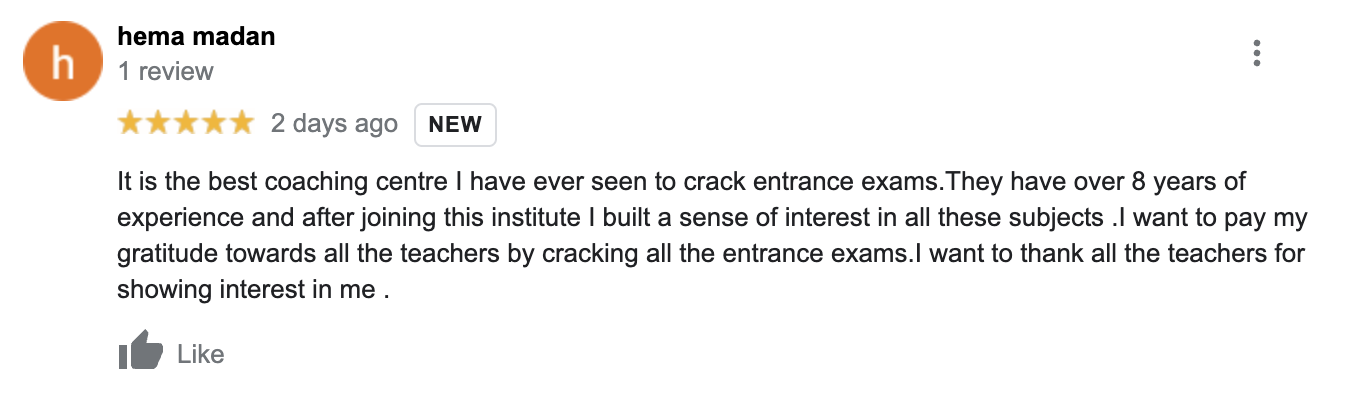 h
hema madan
1 review
2 days ago NEW
It is the best coaching centre I have ever seen to crack entrance exams.They have over 8 years of
experience and after joining this institute I built a sense of interest in all these subjects .I want to pay my
gratitude towards all the teachers by cracking all the entrance exams.I want to thank all the teachers for
showing interest in me .
Like